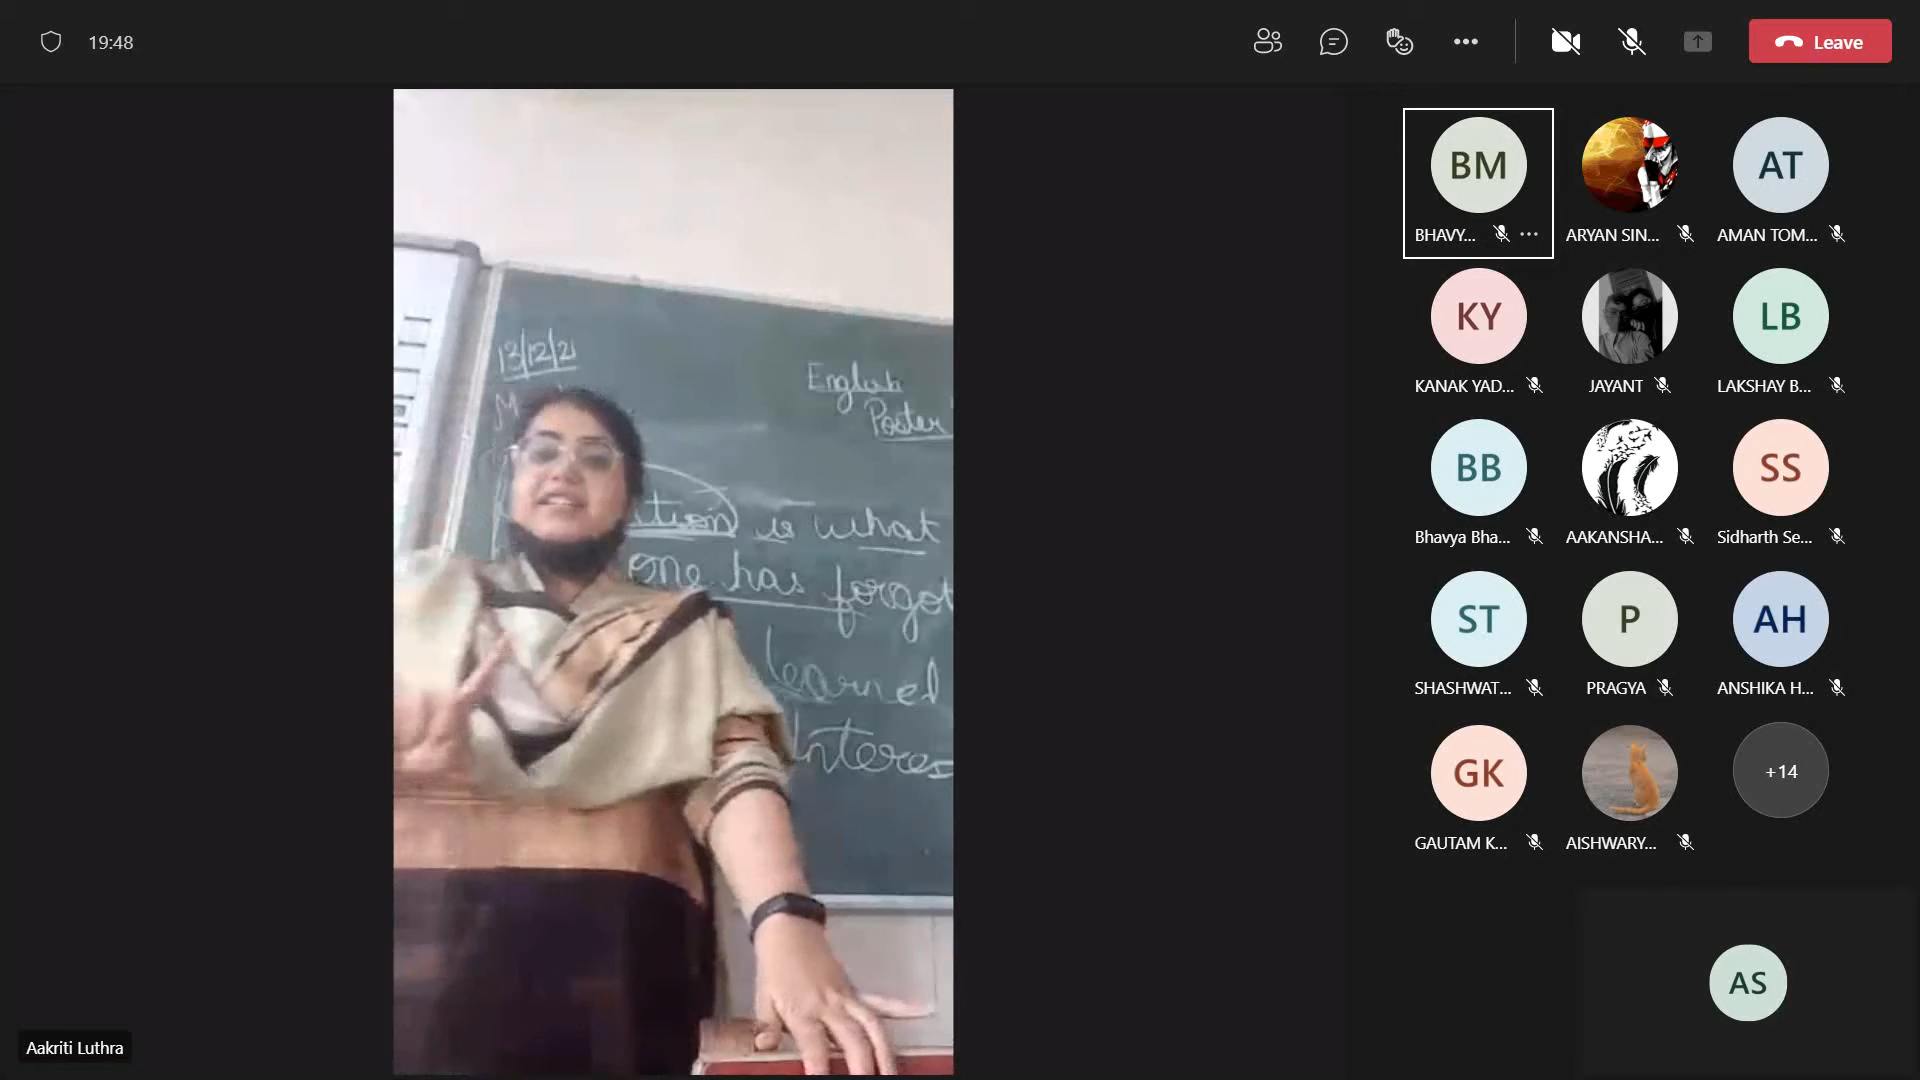 19:48
Leave
BM
BHAVY...
ARYAN SIN...
AT
AMAN TOM...
KY
KANAK YAD...
JAYANT
LB
LAKSHAY B...
BB
Bhavya Bha...
AAKANSHA...
SS
Sidharth Se...
ST
SHASHWAT...
P
PRAGYA
AH
ANSHIKA H...
GK
GAUTAM K...
AISHWARY...
+14
AS
13/12/21
English
Poster
ation is what
one has forgot
learned
Interes
Aakriti Luthra